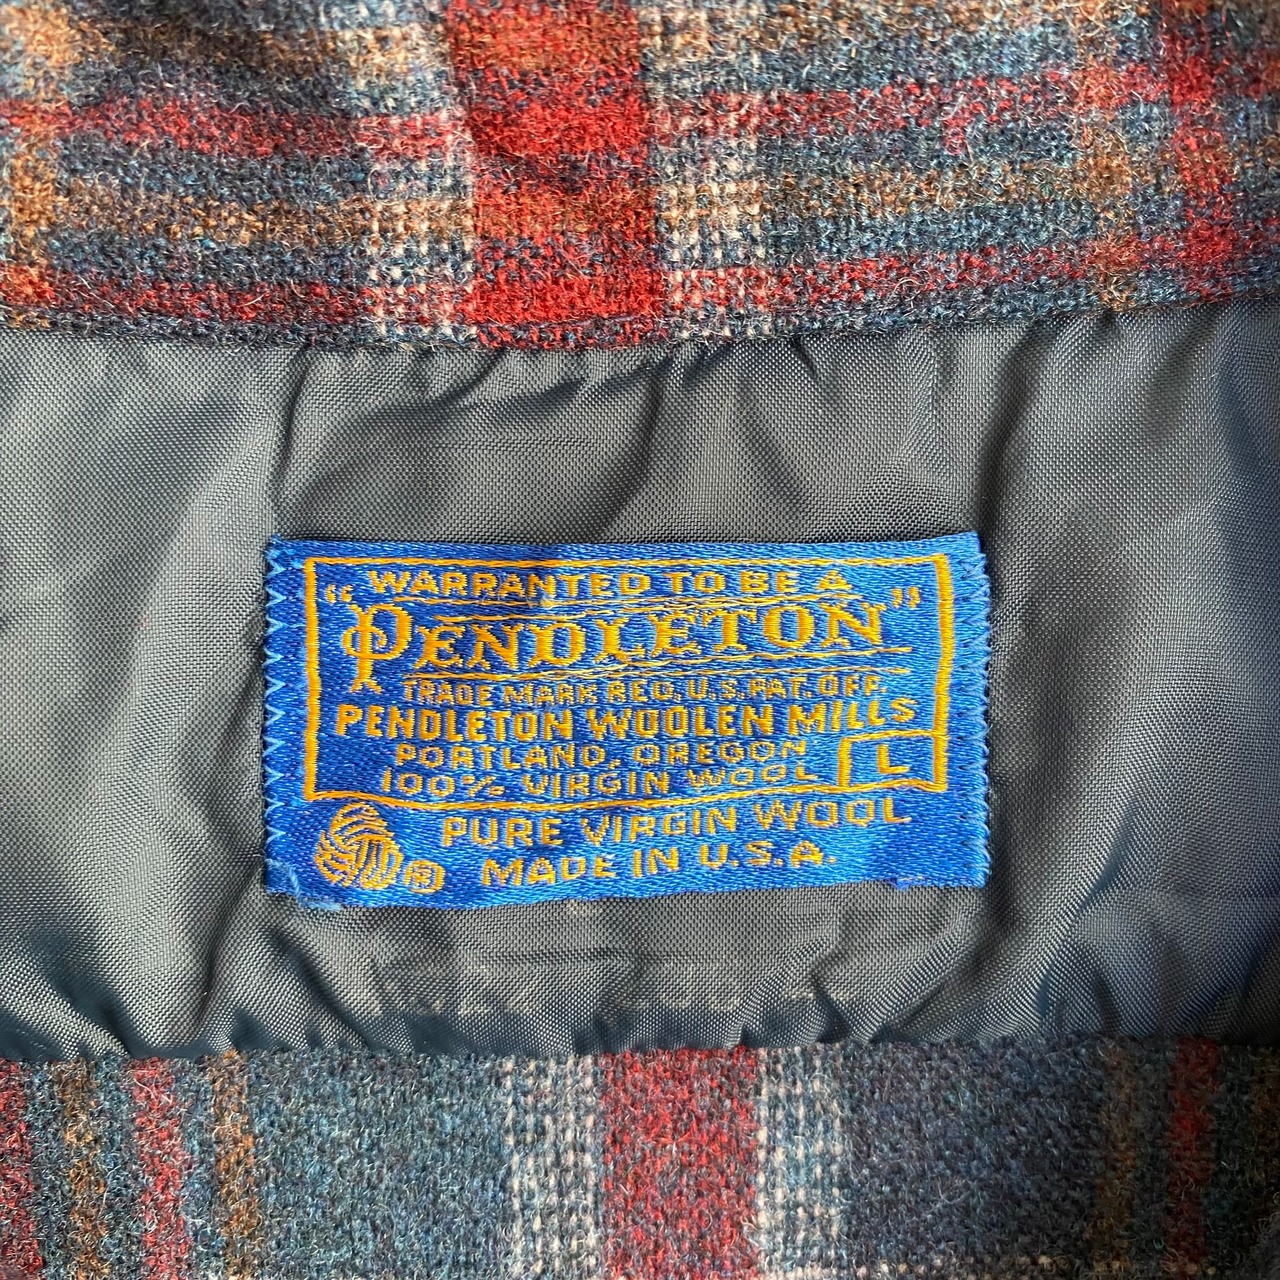 WARRANTED TO BE A
"PENDLETON"
TRADE MARK REG. U.S. PAT. OFF.
PENDLETON WOOLEN MILLS
PORTLAND, OREGON
100% VIRGIN WOOL L
PURE VIRGIN WOOL
® MADE IN U.S.A.